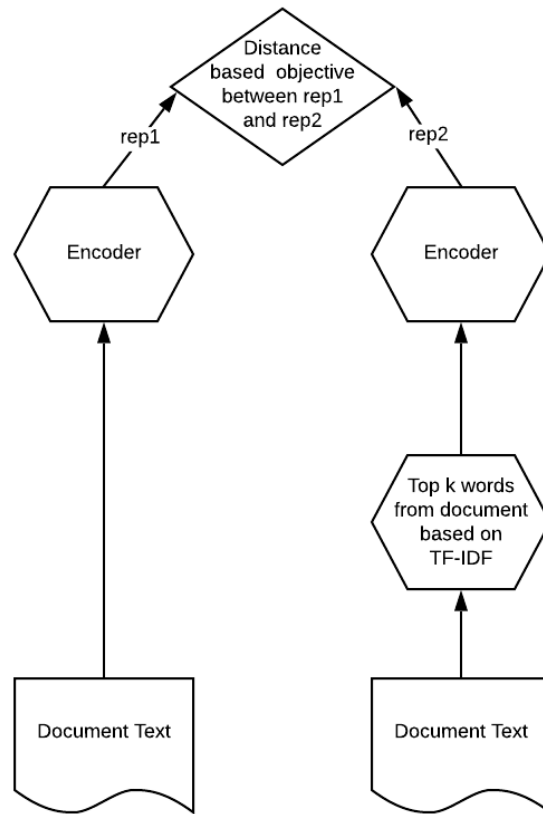 Distance
based objective
between rep1
and rep2
rep1
rep2
Encoder
Encoder
Top k words
from document
based on
TF-IDF
Document Text
Document Text